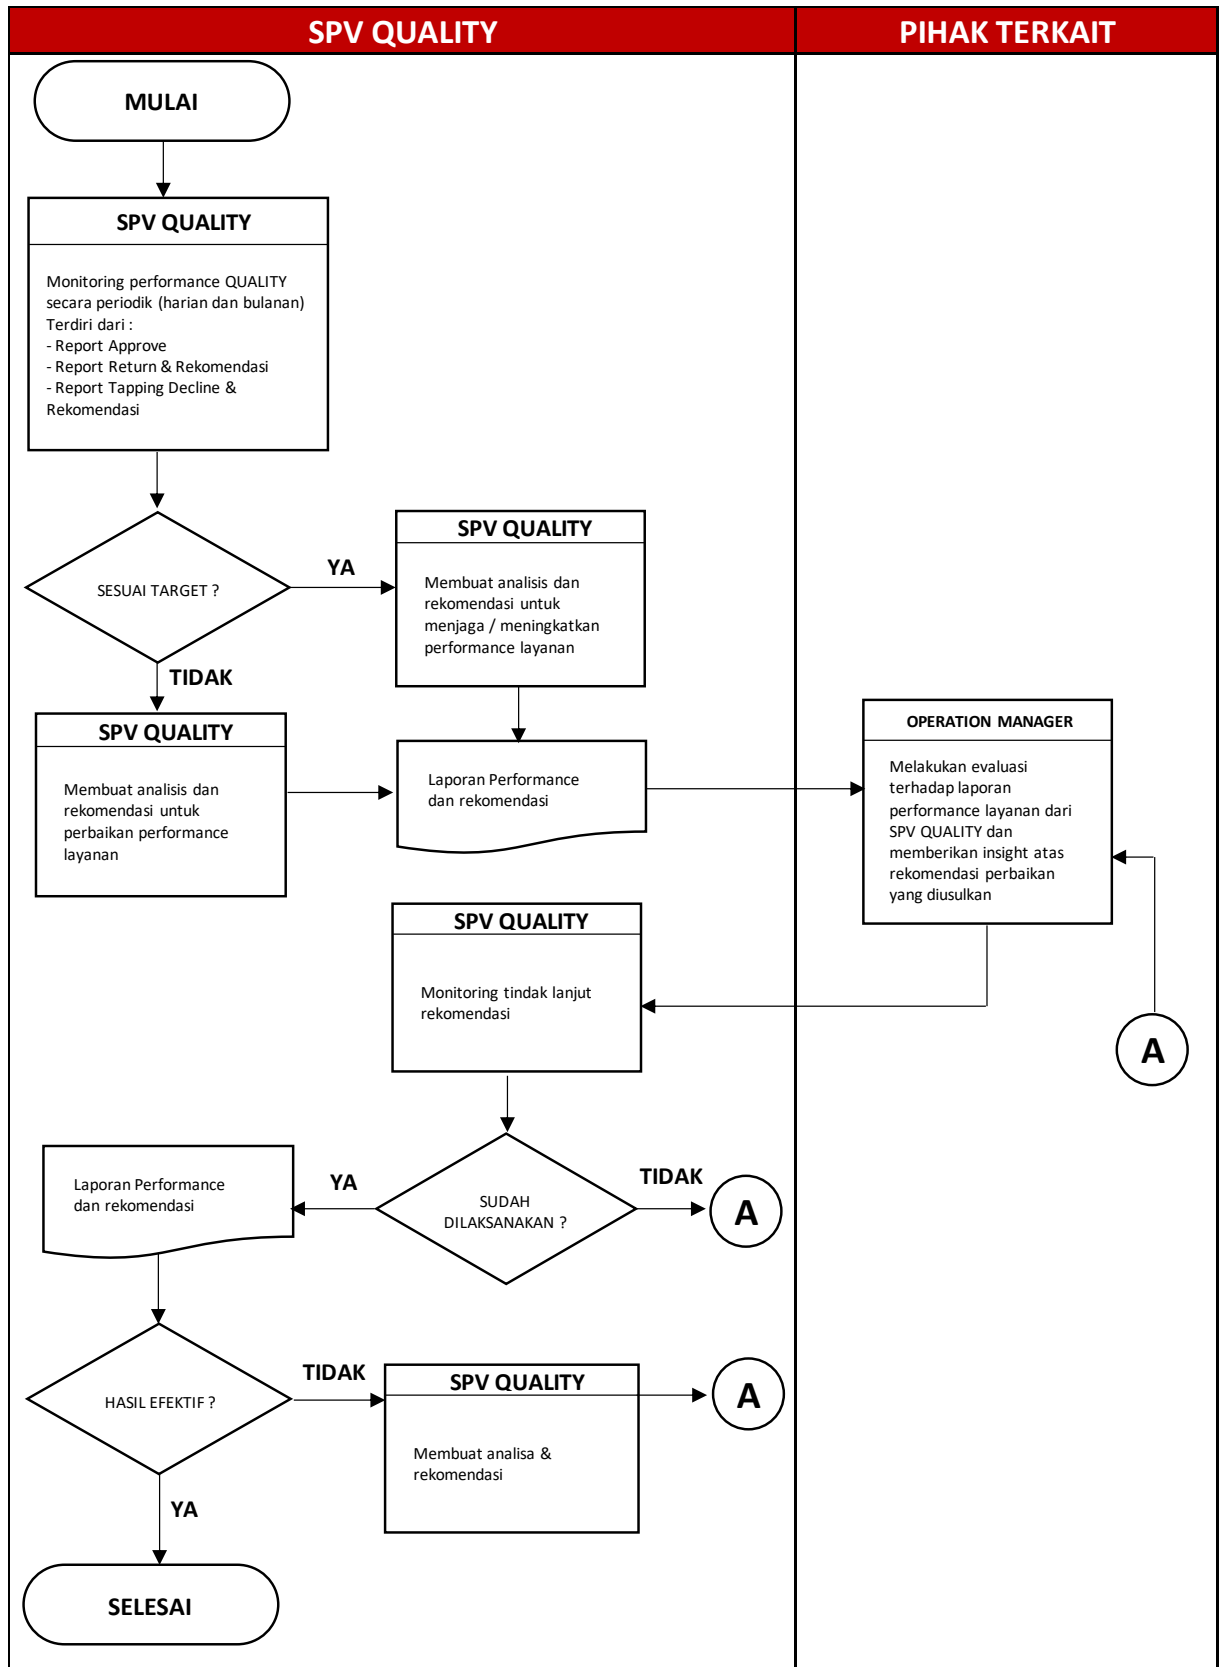 SPV QUALITY
PIHAK TERKAIT
MULAI
SPV QUALITY
Monitoring performance QUALITY
secara periodik (harian dan bulanan)
Terdiri dari :
- Report Approve
- Report Return & Rekomendasi
- Report Tapping Decline &
Rekomendasi
SESUAI TARGET ?
YA
SPV QUALITY
Membuat analisis dan
rekomendasi untuk
menjaga / meningkatkan
performance layanan
TIDAK
SPV QUALITY
Membuat analisis dan
rekomendasi untuk
perbaikan performance
layanan
Laporan Performance
dan rekomendasi
OPERATION MANAGER
Melakukan evaluasi
terhadap laporan
performance layanan dari
SPV QUALITY dan
memberikan insight atas
rekomendasi perbaikan
yang diusulkan
SPV QUALITY
Monitoring tindak lanjut
rekomendasi
A
SUDAH
DILAKSANAKAN ?
YA
TIDAK
A
Laporan Performance
dan rekomendasi
HASIL EFEKTIF ?
TIDAK
SPV QUALITY
Membuat analisa &
rekomendasi
A
YA
SELESAI